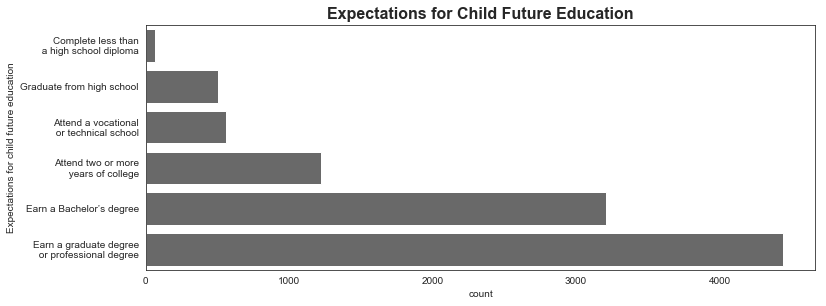 Expectations for Child Future Education
Expectations for child future education
Complete less than
a high school diploma
Graduate from high school
Attend a vocational
or technical school
Attend two or more
years of college
Earn a Bachelor's degree
Earn a graduate degree
or professional degree
0 1000 2000 3000 4000
count